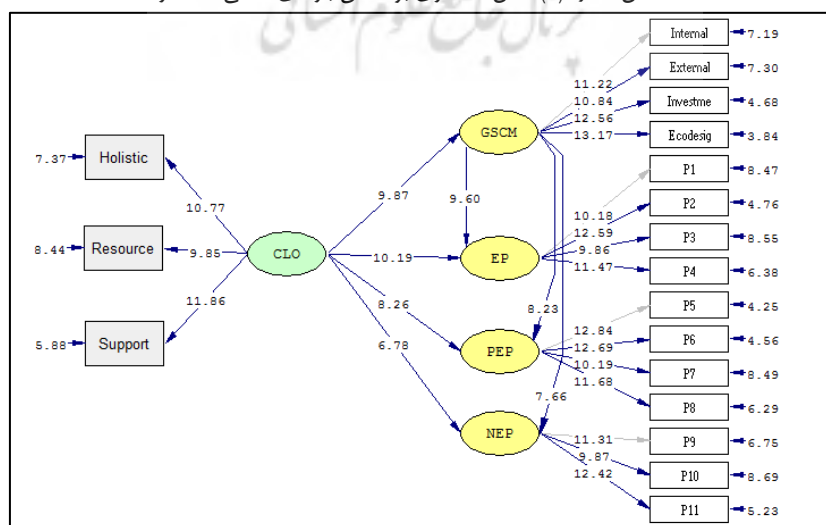 پرتال جامع علوم انسانی
Internal 7.19
External 7.30
Investme 4.68
Ecodesig 3.84
P1 8.47
P2 4.76
P3 8.55
P4 6.38
P5 4.25
P6 4.56
P7 8.49
P8 6.29
P9 6.75
P10 8.69
P11 5.23
11.22
10.84
12.56
13.17
GSCM
10.18
12.59
9.86
11.47
EP
12.84
12.69
10.19
11.68
PEP
11.31
9.87
12.42
NEP
9.87
9.60
10.19
8.26
6.78
8.23
7.66
CLO
10.77
9.85
11.86
7.37 Holistic
8.44 Resource
5.88 Support